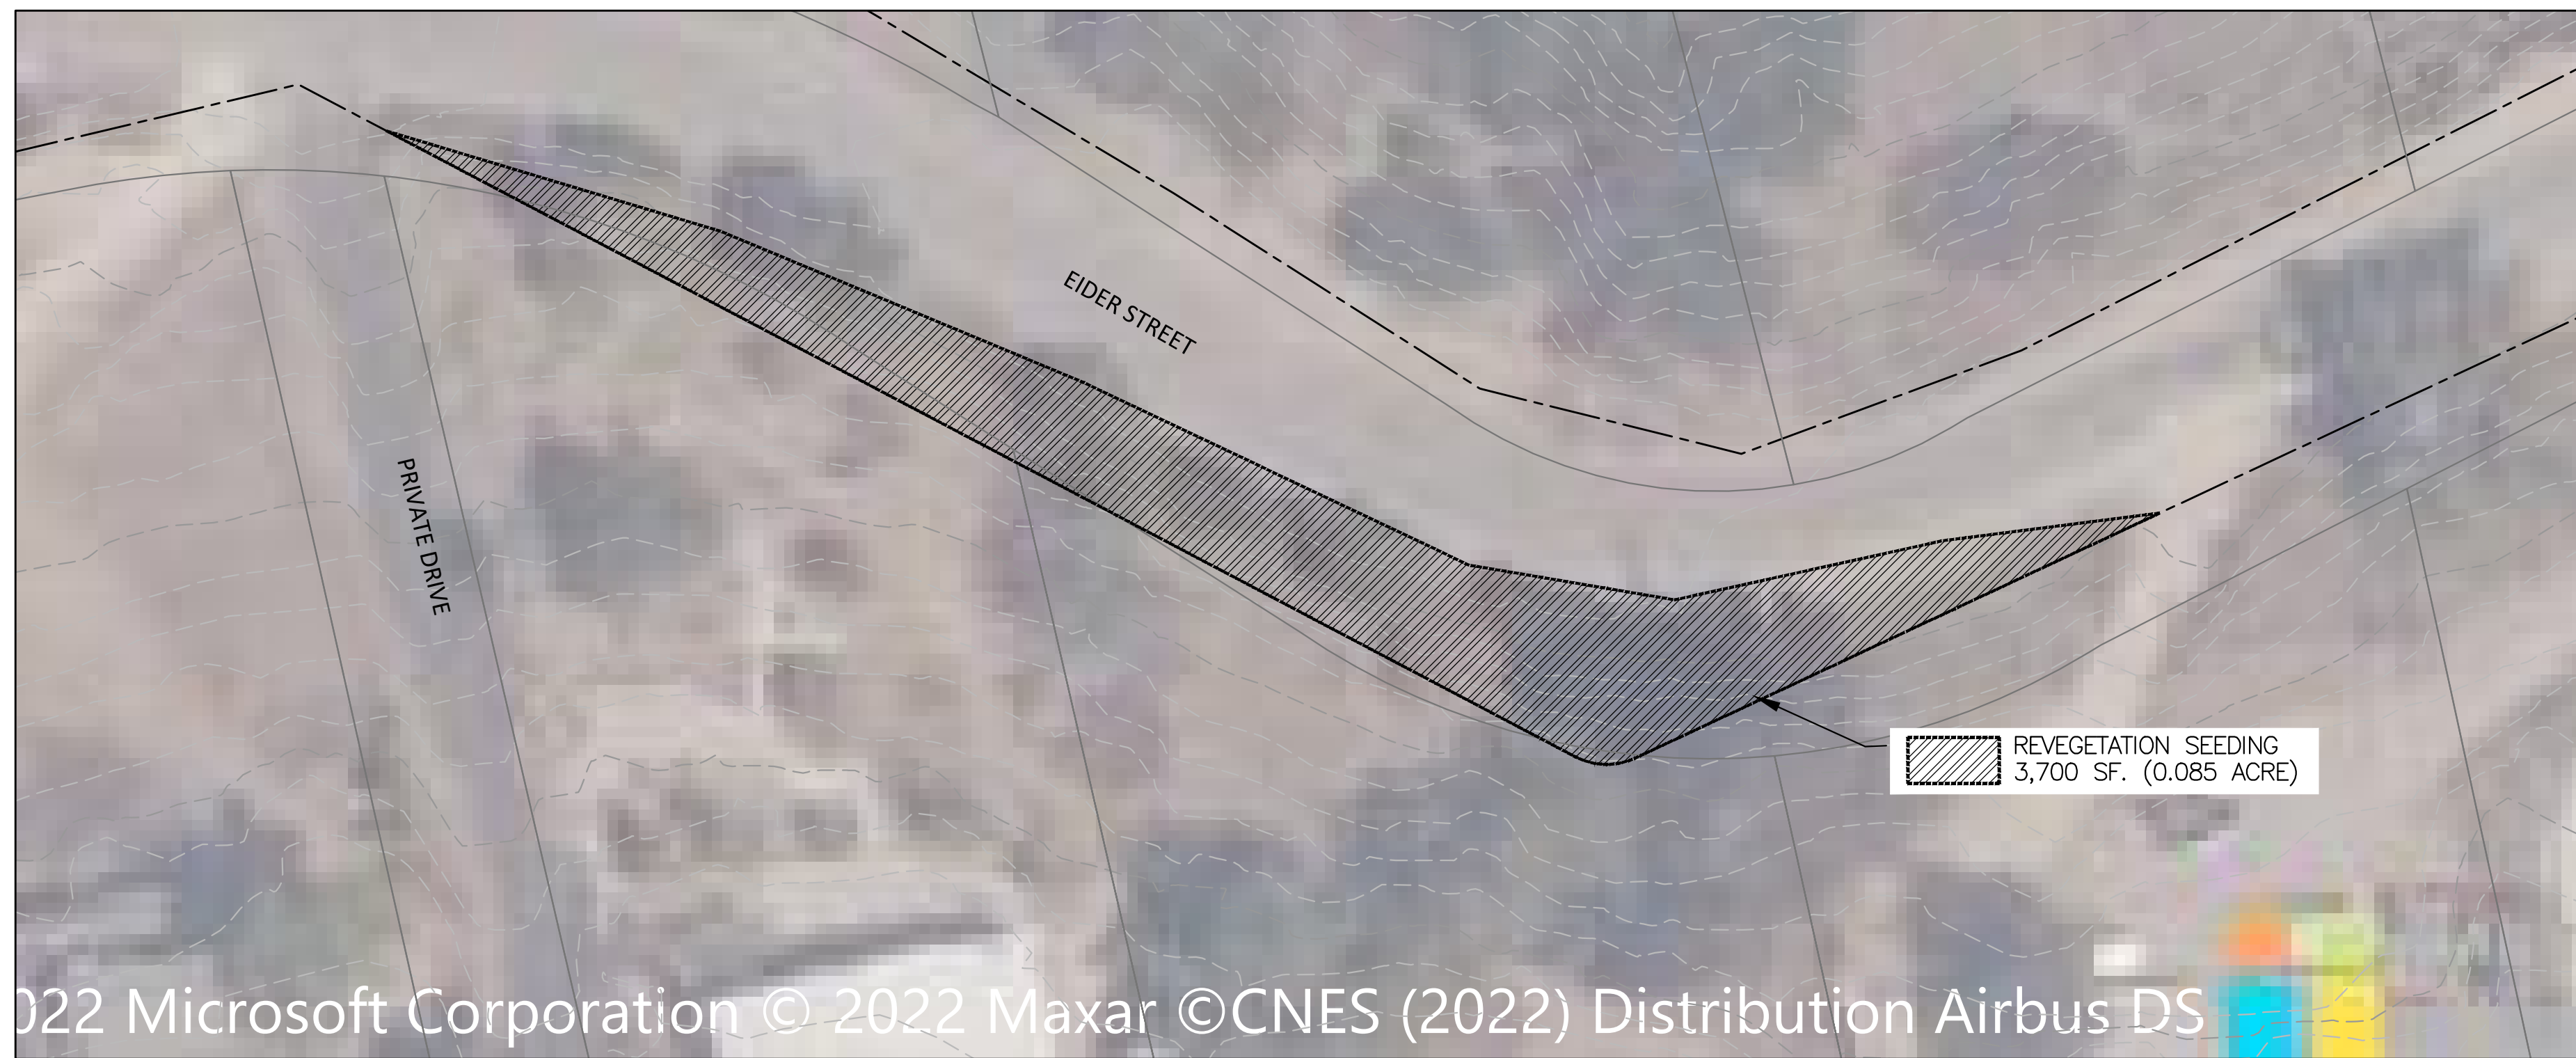 EIDER STREET
PRIVATE DRIVE
REVEGETATION SEEDING
3,700 SF. (0.085 ACRE)
022 Microsoft Corporation © 2022 Maxar ©CNES (2022) Distribution Airbus DS